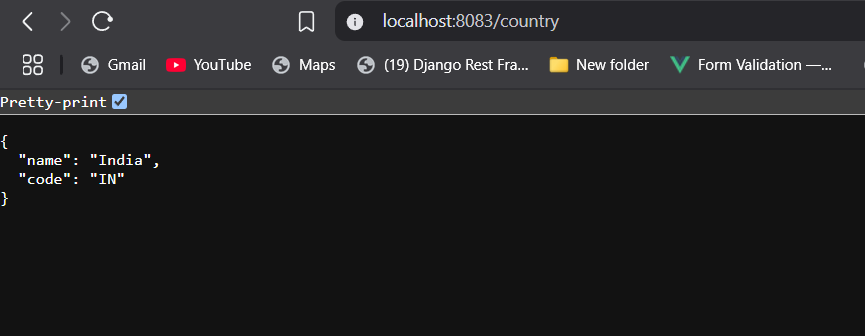 localhost:8083/country
Gmail YouTube Maps (19) Django Rest Fra... New folder Form Validation —...
Pretty-print
{
"name": "India",
"code": "IN"
}